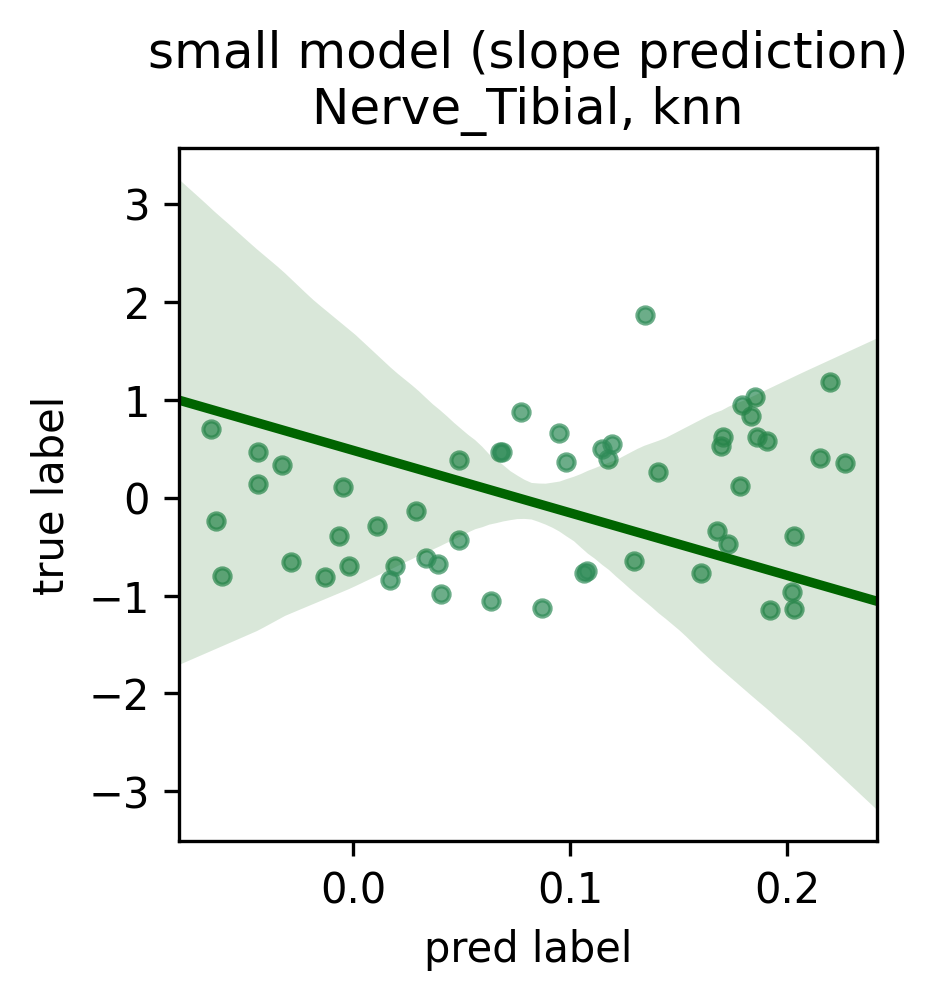 small model (slope prediction)
Nerve_Tibial, knn
3
2
1
0
−1
−2
−3
true label
0.0 0.1 0.2
pred label